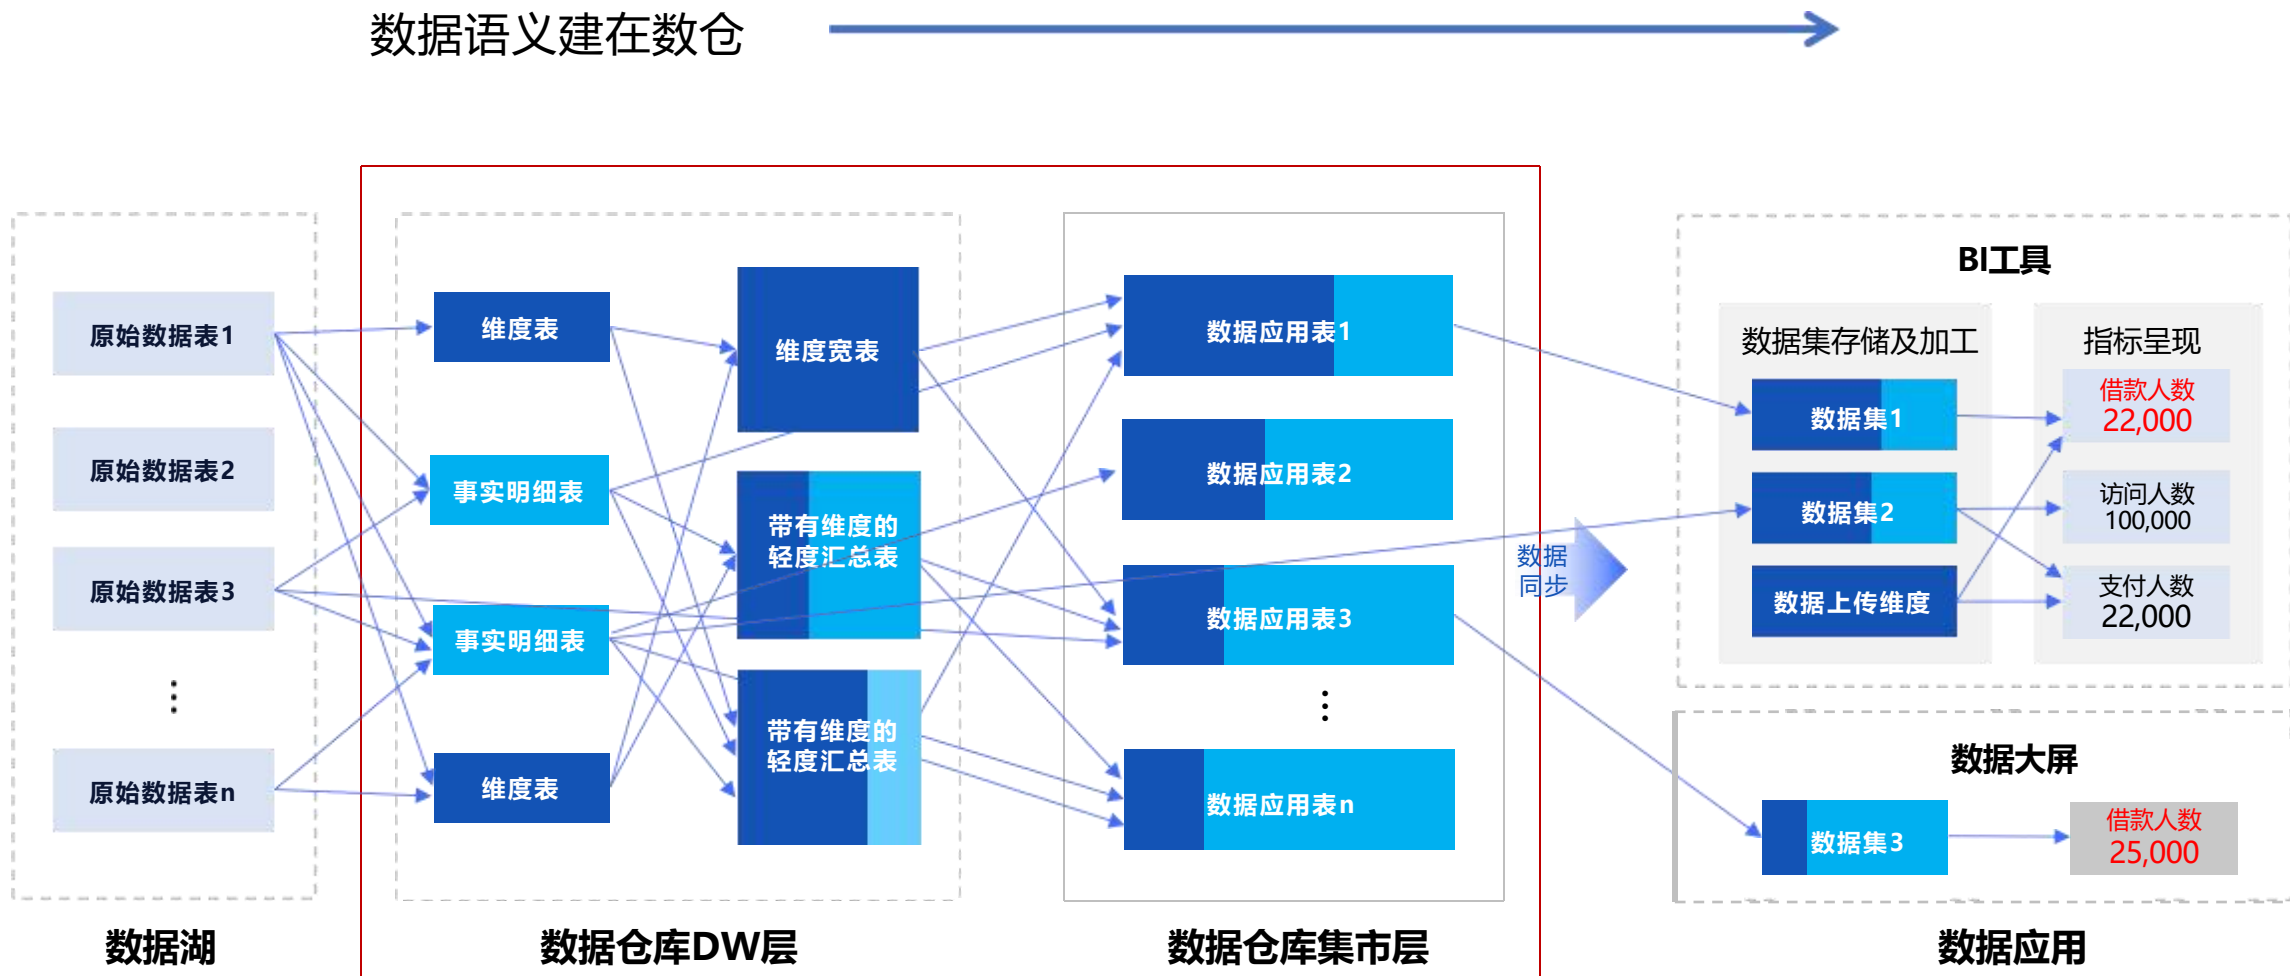 数据语义建在数仓
原始数据表1
原始数据表2
原始数据表3
原始数据表n
数据湖
维度表
事实明细表
事实明细表
维度表
维度宽表
带有维度的
轻度汇总表
带有维度的
轻度汇总表
数据仓库DW层
数据应用表1
数据应用表2
数据应用表3
数据应用表n
数据仓库集市层
数据
同步
BI工具
数据集存储及加工
数据集1
数据集2
数据上传维度
指标呈现
借款人数
22,000
访问人数
100,000
支付人数
22,000
数据大屏
数据集3
借款人数
25,000
数据应用